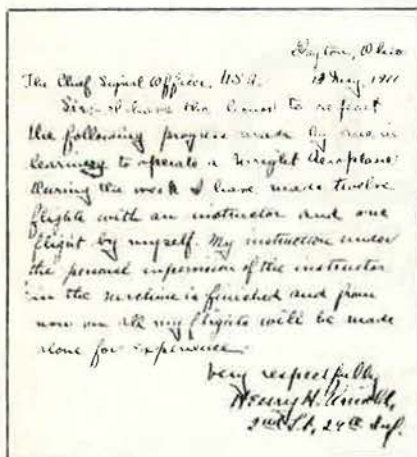 Dayton, Ohio
The Chief Signal Officer, U.S.A. 13 May, 1911
Sir: I have the honor to report
the following progress made by me in
learning to operate a Wright Aeroplane:
During the week I have made twelve
flights with an instructor and one
flight by myself. My instruction under
the personal supervision of the instructor
in the machine is finished and from
now on all my flights will be made
alone for experience.
Very respectfully
Henry H. Arnold,
2nd Lt, 29th Inf.